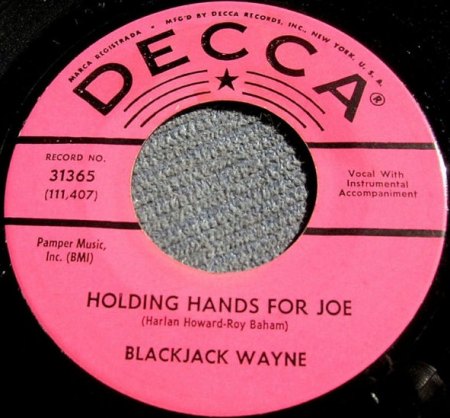 MARCA REGISTRADA • MFG'D BY DECCA RECORDS, INC., NEW YORK, U. S. A.
DECCA®
RECORD NO.
31365
(111,407)
Vocal With
Instrumental
Accompaniment
Pamper Music,
Inc. (BMI)
HOLDING HANDS FOR JOE
(Harlan Howard-Roy Baham)
BLACKJACK WAYNE